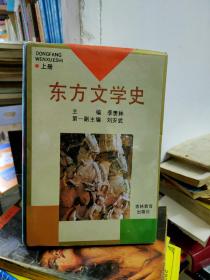 DONGFANG
WENXUESHI
上册
东方文学史
主 编 季羡林
第一副主编 刘安武
吉林教育
出版社